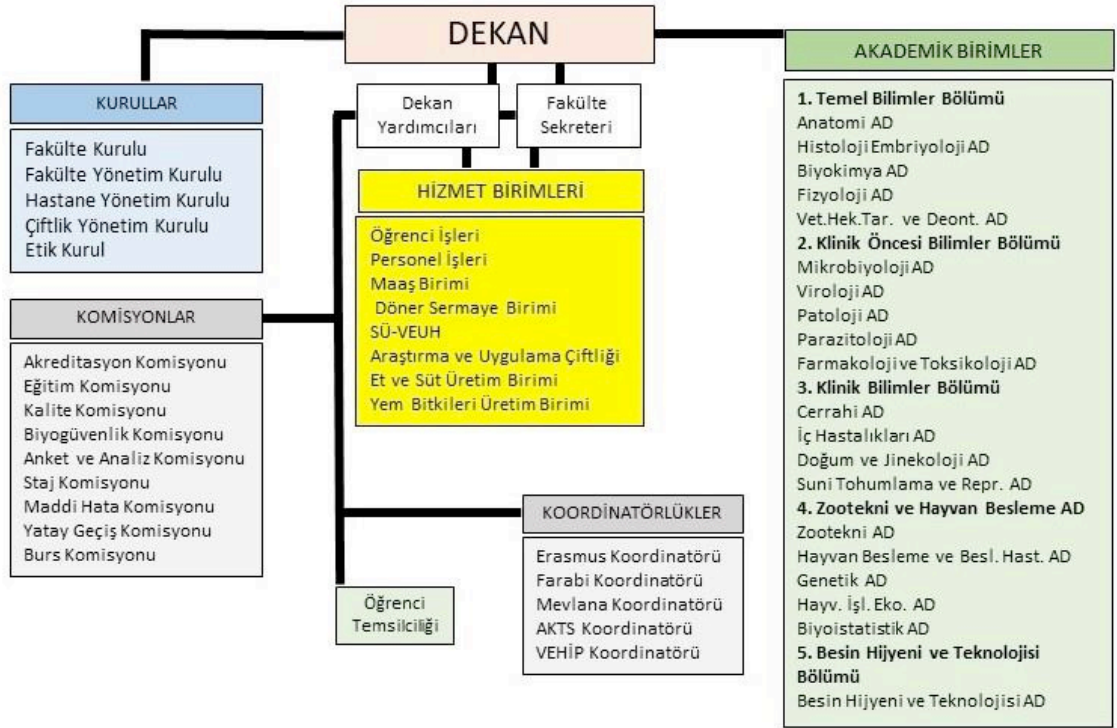 DEKAN
KURULLAR
Fakülte Kurulu
Fakülte Yönetim Kurulu
Hastane Yönetim Kurulu
Çiftlik Yönetim Kurulu
Etik Kurul
Dekan
Yardımcıları
Fakülte
Sekreteri
HİZMET BİRİMLERİ
Öğrenci İşleri
Personel İşleri
Maaş Birimi
Döner Sermaye Birimi
SÜ-VEUH
Araştırma ve Uygulama Çiftliği
Et ve Süt Üretim Birimi
Yem Bitkileri Üretim Birimi
KOMİSYONLAR
Akreditasyon Komisyonu
Eğitim Komisyonu
Kalite Komisyonu
Biyogüvenlik Komisyonu
Anket ve Analiz Komisyonu
Staj Komisyonu
Maddi Hata Komisyonu
Yatay Geçiş Komisyonu
Burs Komisyonu
Öğrenci
Temsilciliği
KOORDİNATÖRLÜKLER
Erasmus Koordinatörü
Farabi Koordinatörü
Mevlana Koordinatörü
AKTS Koordinatörü
VEHİP Koordinatörü
AKADEMİK BİRİMLER
1. Temel Bilimler Bölümü
Anatomi AD
Histoloji Embriyoloji AD
Biyokimya AD
Fizyoloji AD
Vet.Hek.Tar. ve Deont. AD
2. Klinik Öncesi Bilimler Bölümü
Mikrobiyoloji AD
Viroloji AD
Patoloji AD
Parazitoloji AD
Farmakoloji ve Toksikoloji AD
3. Klinik Bilimler Bölümü
Cerrahi AD
İç Hastalıkları AD
Doğum ve Jinekoloji AD
Suni Tohumlama ve Repr. AD
4. Zootekni ve Hayvan Besleme AD
Zootekni AD
Hayvan Besleme ve Besl. Hast. AD
Genetik AD
Hayv. İşl. Eko. AD
Biyoistatistik AD
5. Besin Hijyeni ve Teknolojisi
Bölümü
Besin Hijyeni ve Teknolojisi AD